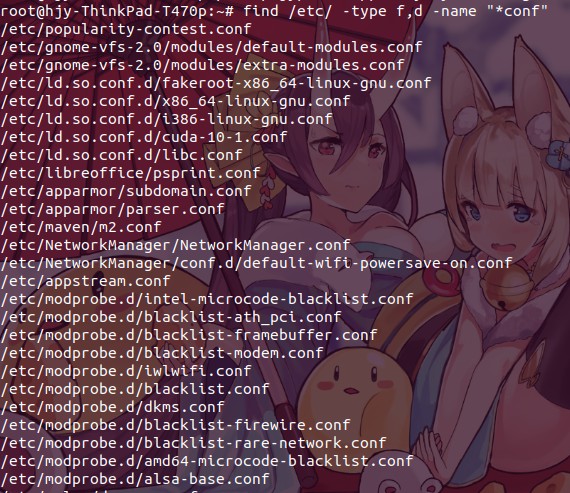 root@hjy-ThinkPad-T470p:~# find /etc/ -type f,d -name "*conf"
/etc/popularity-contest.conf
/etc/gnome-vfs-2.0/modules/default-modules.conf
/etc/gnome-vfs-2.0/modules/extra-modules.conf
/etc/ld.so.conf.d/fakeroot-x86_64-linux-gnu.conf
/etc/ld.so.conf.d/x86_64-linux-gnu.conf
/etc/ld.so.conf.d/i386-linux-gnu.conf
/etc/ld.so.conf.d/cuda-10-1.conf
/etc/ld.so.conf.d/libc.conf
/etc/libreoffice/psprint.conf
/etc/apparmor/subdomain.conf
/etc/apparmor/parser.conf
/etc/maven/m2.conf
/etc/NetworkManager/NetworkManager.conf
/etc/NetworkManager/conf.d/default-wifi-powersave-on.conf
/etc/appstream.conf
/etc/modprobe.d/intel-microcode-blacklist.conf
/etc/modprobe.d/blacklist-ath_pci.conf
/etc/modprobe.d/blacklist-framebuffer.conf
/etc/modprobe.d/blacklist-modem.conf
/etc/modprobe.d/iwlwifi.conf
/etc/modprobe.d/blacklist.conf
/etc/modprobe.d/dkms.conf
/etc/modprobe.d/blacklist-firewire.conf
/etc/modprobe.d/blacklist-rare-network.conf
/etc/modprobe.d/amd64-microcode-blacklist.conf
/etc/modprobe.d/alsa-base.conf